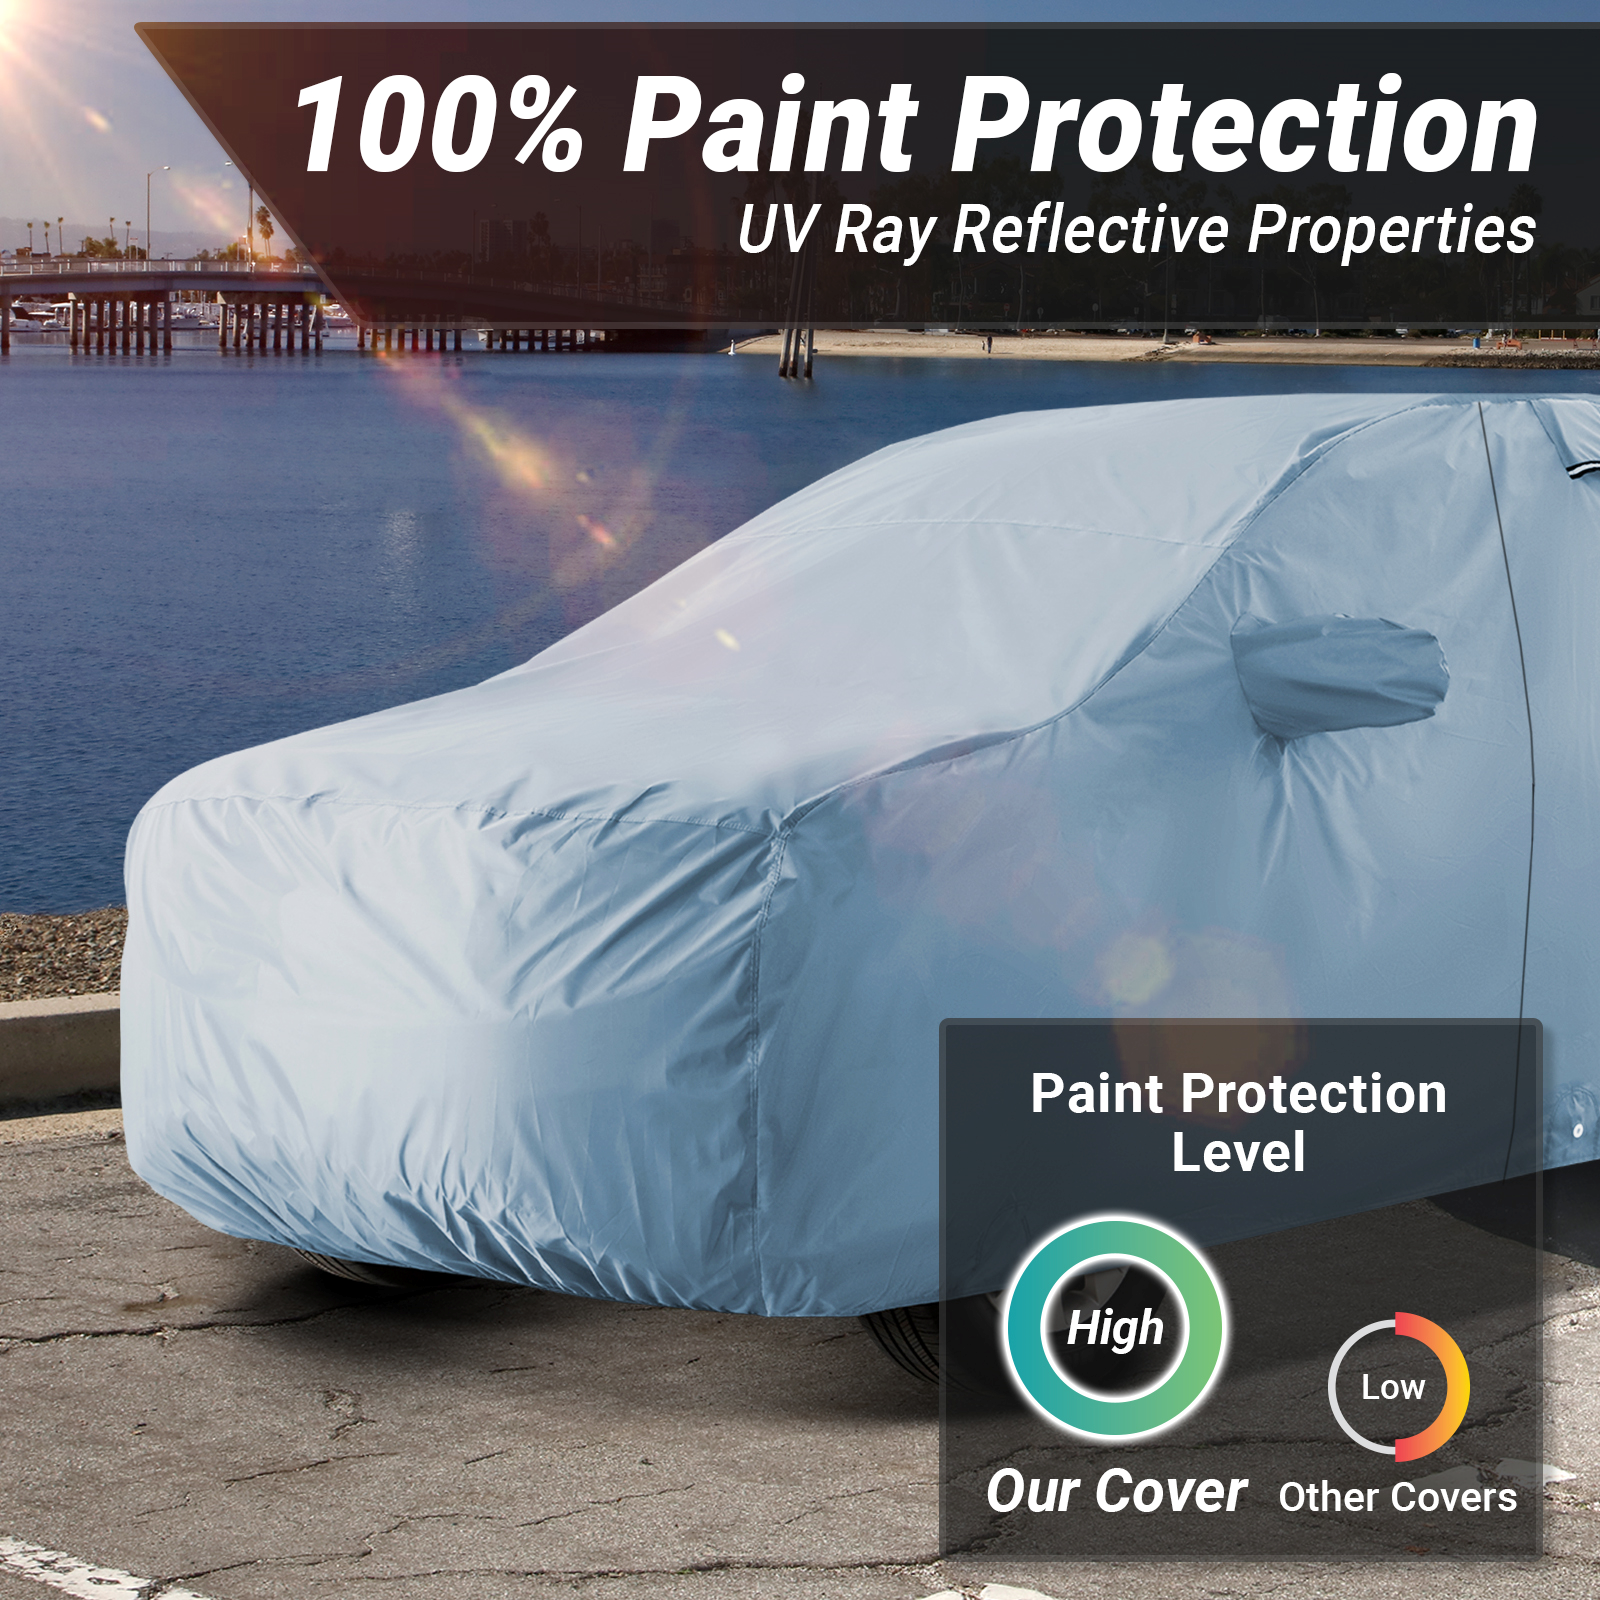 100% Paint Protection
UV Ray Reflective Properties
Paint Protection
Level
High
Low
Our Cover
Other Covers